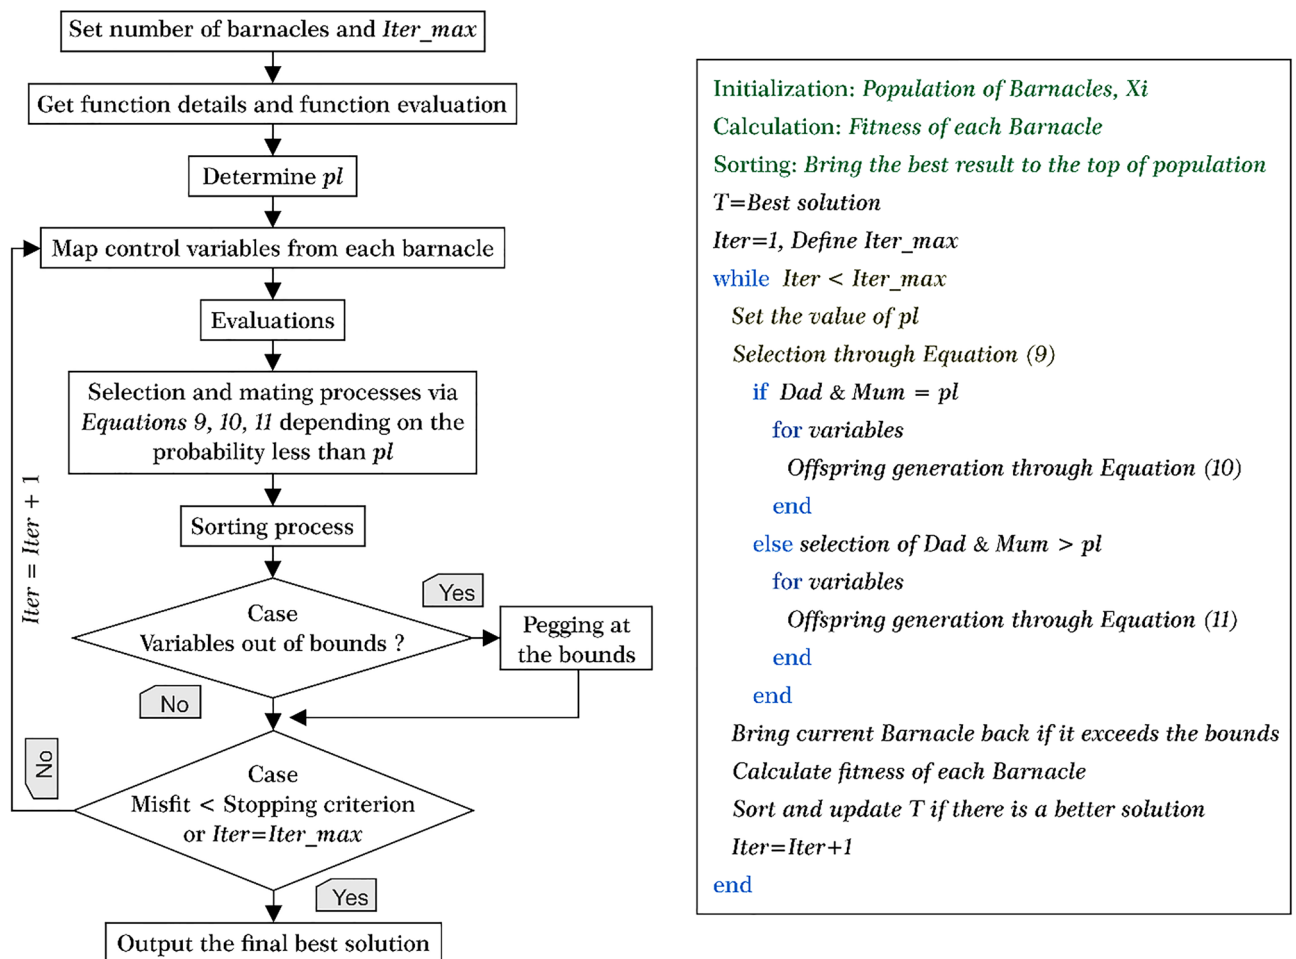 Set number of barnacles and Iter_max
Get function details and function evaluation
Determine pl
Map control variables from each barnacle
Evaluations
Selection and mating processes via
Equations 9, 10, 11 depending on the
probability less than pl
Sorting process
Case
Variables out of bounds ?
Yes
Pegging at
the bounds
No
Case
Misfit < Stopping criterion
or Iter=Iter_max
No
Iter = Iter + 1
Yes
Output the final best solution
Initialization: Population of Barnacles, Xi
Calculation: Fitness of each Barnacle
Sorting: Bring the best result to the top of population
T=Best solution
Iter=1, Define Iter_max
while Iter < Iter_max
Set the value of pl
Selection through Equation (9)
if Dad & Mum = pl
for variables
Offspring generation through Equation (10)
end
else selection of Dad & Mum > pl
for variables
Offspring generation through Equation (11)
end
end
Bring current Barnacle back if it exceeds the bounds
Calculate fitness of each Barnacle
Sort and update T if there is a better solution
Iter=Iter+1
end